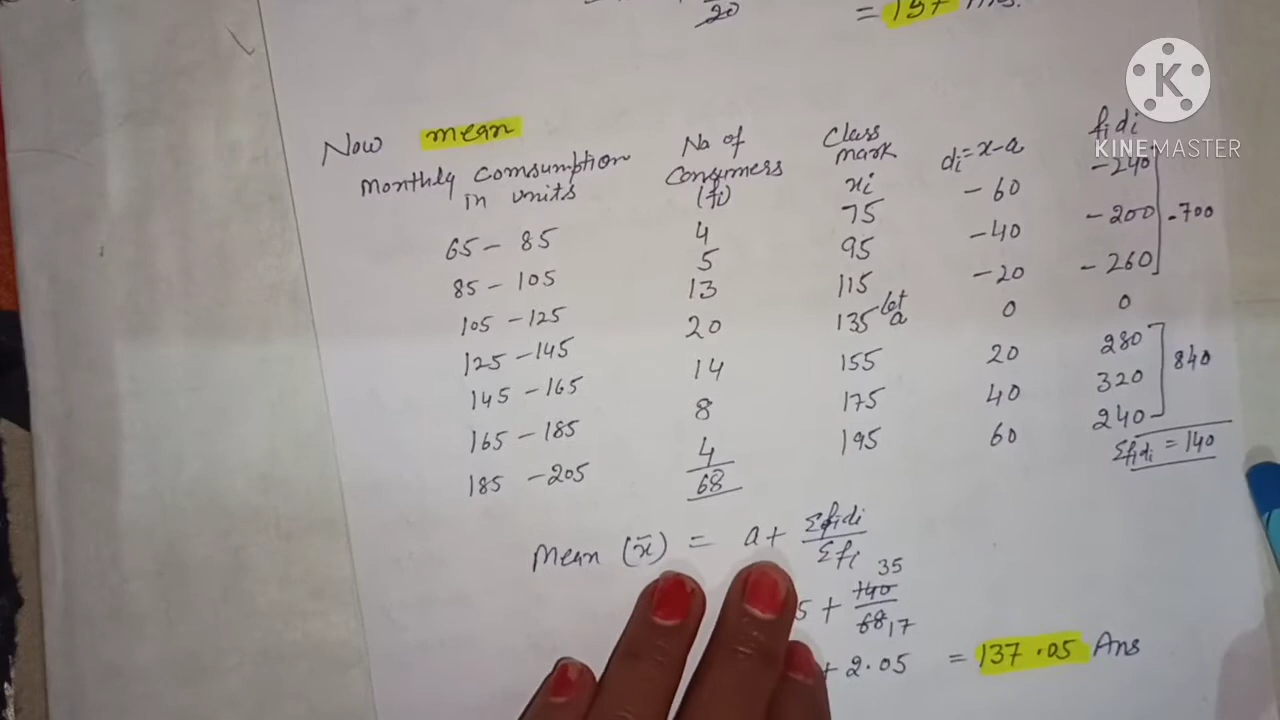 20 = 137 Ans.
K
KINEMASTER
Now mean
Monthly Comsumption in units No of Consumers (fi) Class mark xi di = x-a fidi
65 - 85 4 75 -60 -240
85 - 105 5 95 -40 -200 -700
105 - 125 13 115 -20 -260
125 - 145 20 135 let a 0 0
145 - 165 14 155 20 280
165 - 185 8 175 40 320 840
185 - 205 4 195 60 240
68 Σfidi = 140
Mean (x̄) = a + Σfidi / Σfi
5 + 140 / 68 35 17
+ 2.05 = 137.05 Ans